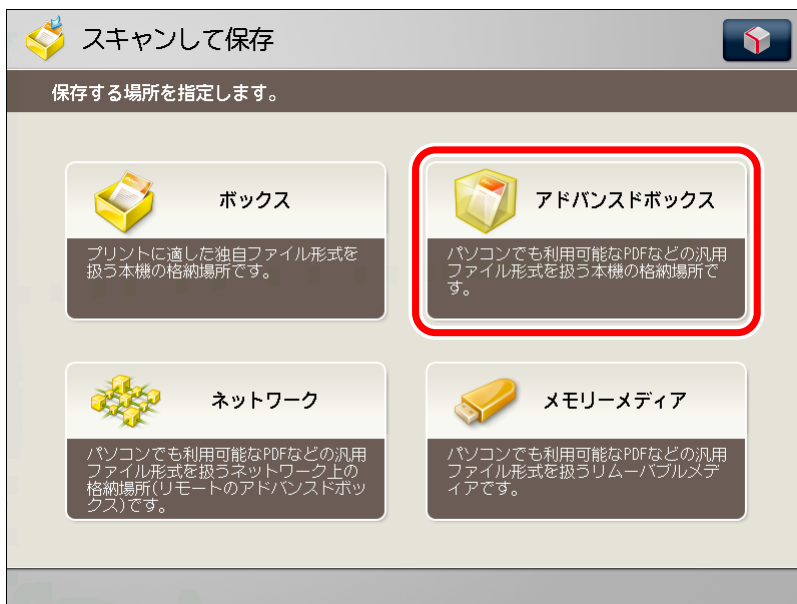 スキャンして保存
保存する場所を指定します。
ボックス
プリントに適した独自ファイル形式を
扱う本機の格納場所です。
アドバンスドボックス
パソコンでも利用可能なPDFなどの汎用
ファイル形式を扱う本機の格納場所で
す。
ネットワーク
パソコンでも利用可能なPDFなどの汎用
ファイル形式を扱うネットワーク上の
格納場所(リモートのアドバンスドボッ
クス)です。
メモリーメディア
パソコンでも利用可能なPDFなどの汎用
ファイル形式を扱うリムーバブルメデ
ィアです。